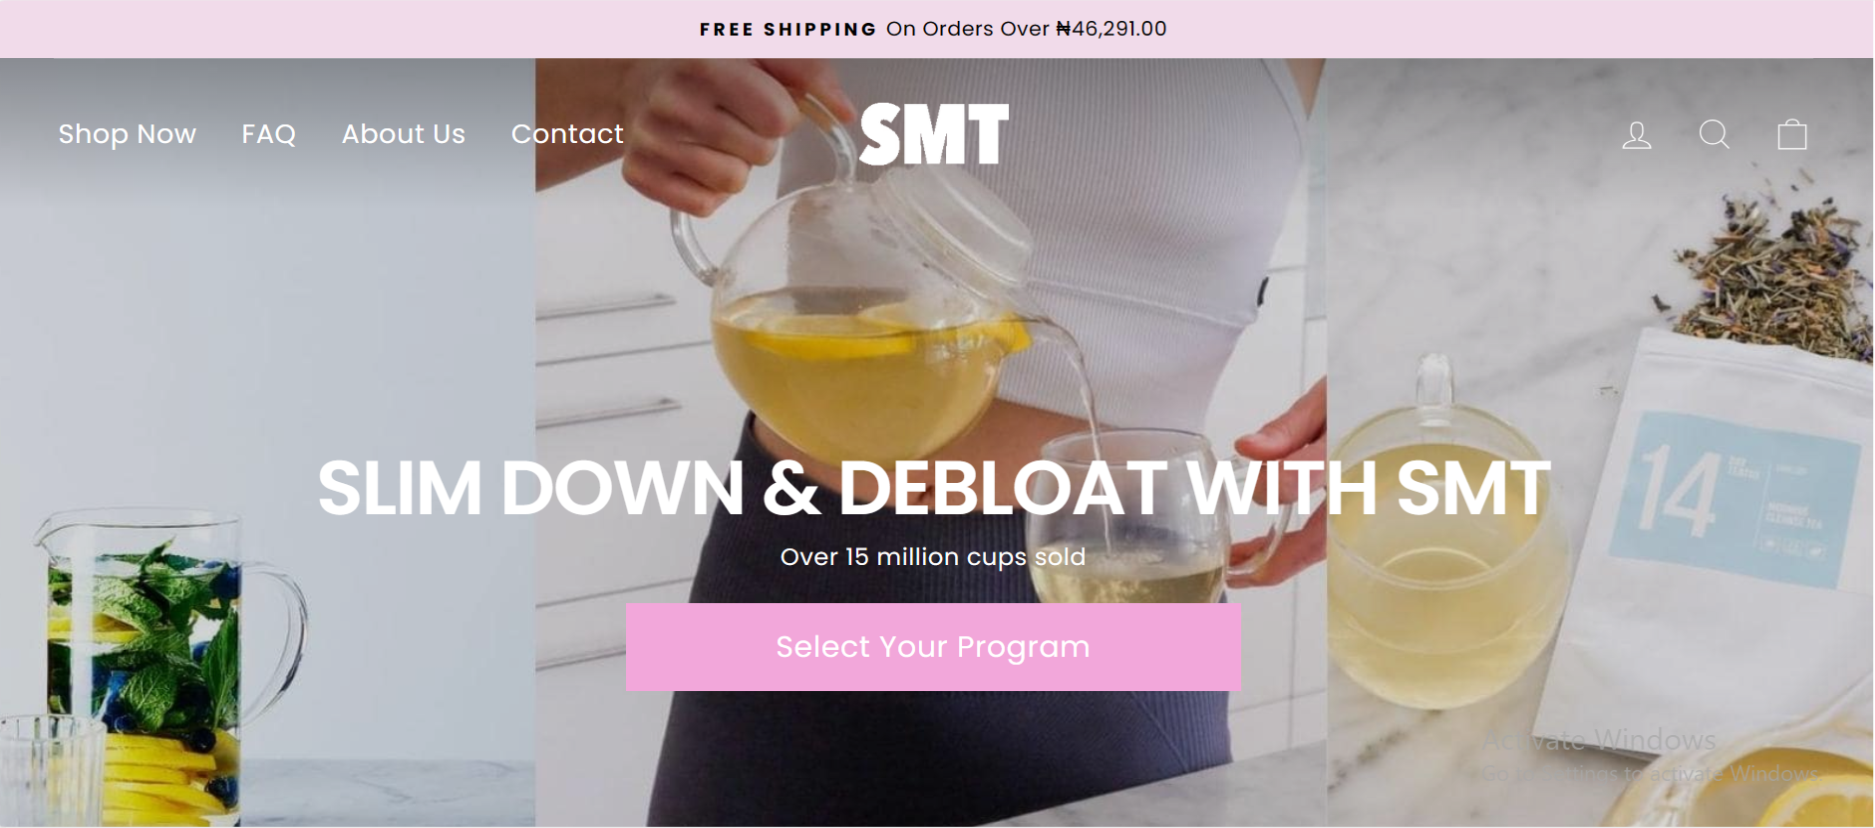 FREE SHIPPING On Orders Over ₦46,291.00
Shop Now FAQ About Us Contact
SMT
SLIM DOWN & DEBLOAT WITH SMT
Over 15 million cups sold
Select Your Program
14
Activate Windows
Go to Settings to activate Windows.